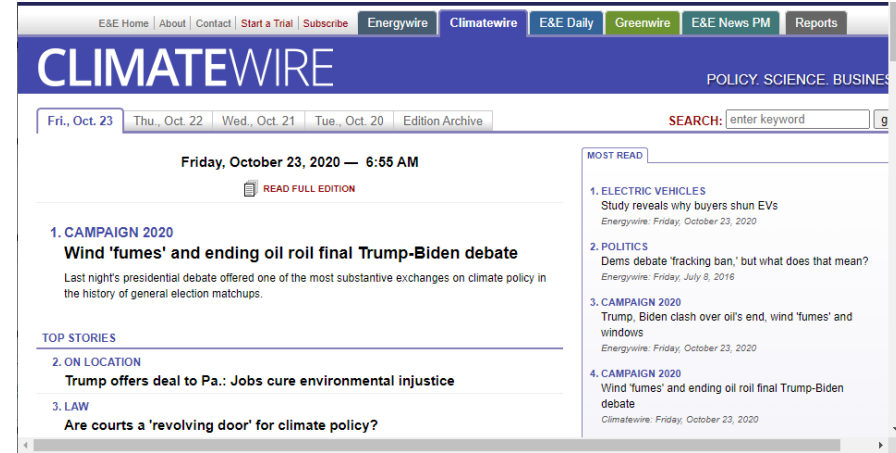 E&E Home | About | Contact | Start a Trial | Subscribe Energywire Climatewire E&E Daily Greenwire E&E News PM Reports
CLIMATEWIRE
POLICY. SCIENCE. BUSINES
Fri., Oct. 23 Thu., Oct. 22 Wed., Oct. 21 Tue., Oct. 20 Edition Archive
SEARCH: enter keyword g
Friday, October 23, 2020 — 6:55 AM
READ FULL EDITION
1. CAMPAIGN 2020
Wind 'fumes' and ending oil roil final Trump-Biden debate
Last night's presidential debate offered one of the most substantive exchanges on climate policy in
the history of general election matchups.
TOP STORIES
2. ON LOCATION
Trump offers deal to Pa.: Jobs cure environmental injustice
3. LAW
Are courts a 'revolving door' for climate policy?
MOST READ
1. ELECTRIC VEHICLES
Study reveals why buyers shun EVs
Energywire: Friday, October 23, 2020
2. POLITICS
Dems debate 'fracking ban,' but what does that mean?
Energywire: Friday, July 8, 2016
3. CAMPAIGN 2020
Trump, Biden clash over oil's end, wind 'fumes' and
windows
Energywire: Friday, October 23, 2020
4. CAMPAIGN 2020
Wind 'fumes' and ending oil roil final Trump-Biden
debate
Climatewire: Friday, October 23, 2020